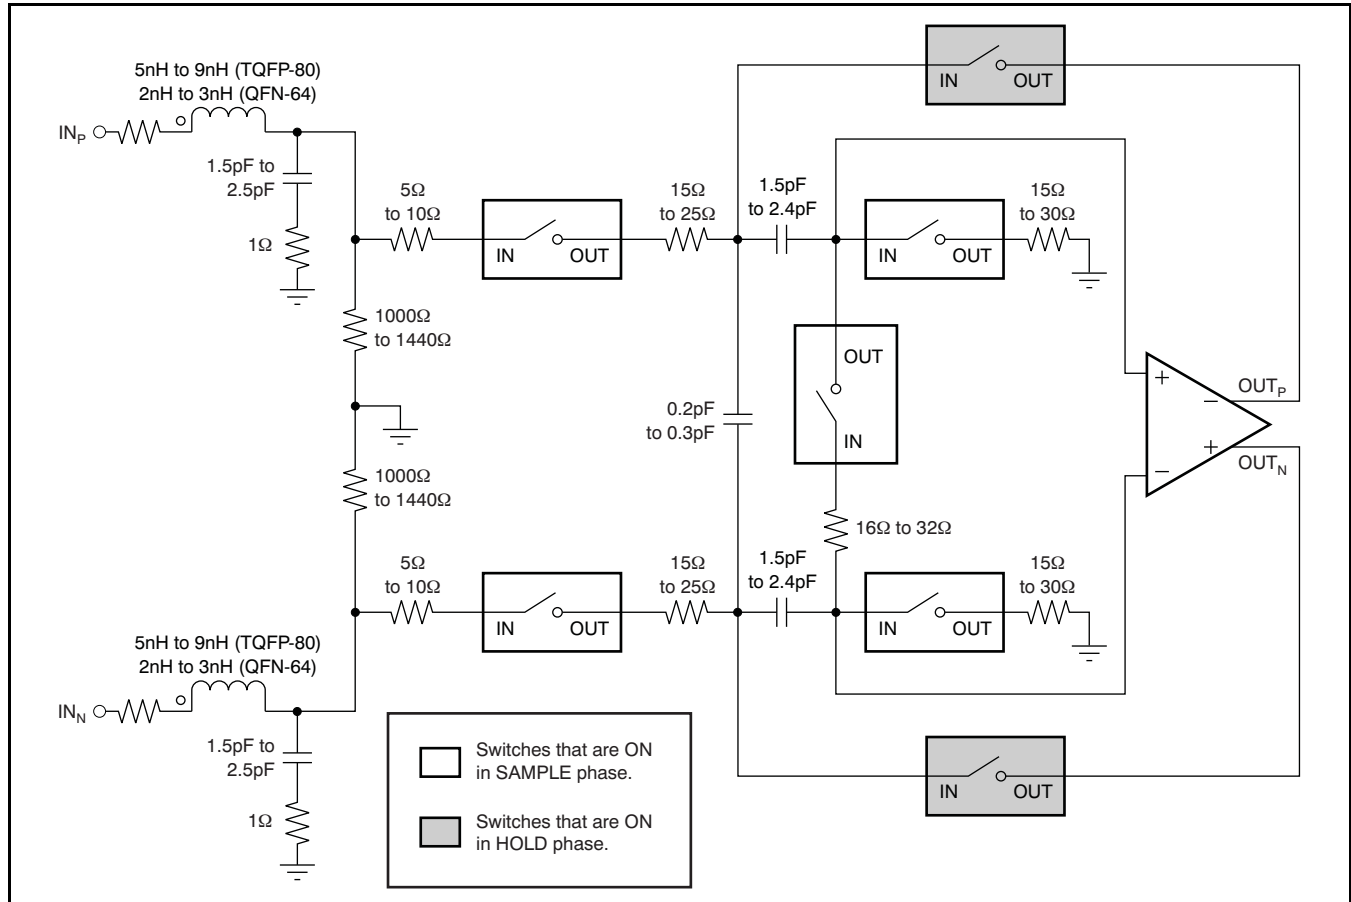 IN OUT
5nH to 9nH (TQFP-80)
2nH to 3nH (QFN-64)
INP
1.5pF to
2.5pF
1Ω
5Ω
to 10Ω
IN OUT
15Ω
to 25Ω
1.5pF
to 2.4pF
IN OUT
15Ω
to 30Ω
1000Ω
to 1440Ω
OUT
IN
0.2pF
to 0.3pF
+
−
−
+
OUTP
OUTN
1000Ω
to 1440Ω
16Ω to 32Ω
5Ω
to 10Ω
IN OUT
15Ω
to 25Ω
1.5pF
to 2.4pF
IN OUT
15Ω
to 30Ω
5nH to 9nH (TQFP-80)
2nH to 3nH (QFN-64)
INN
1.5pF to
2.5pF
1Ω
Switches that are ON
in SAMPLE phase.
Switches that are ON
in HOLD phase.
IN OUT